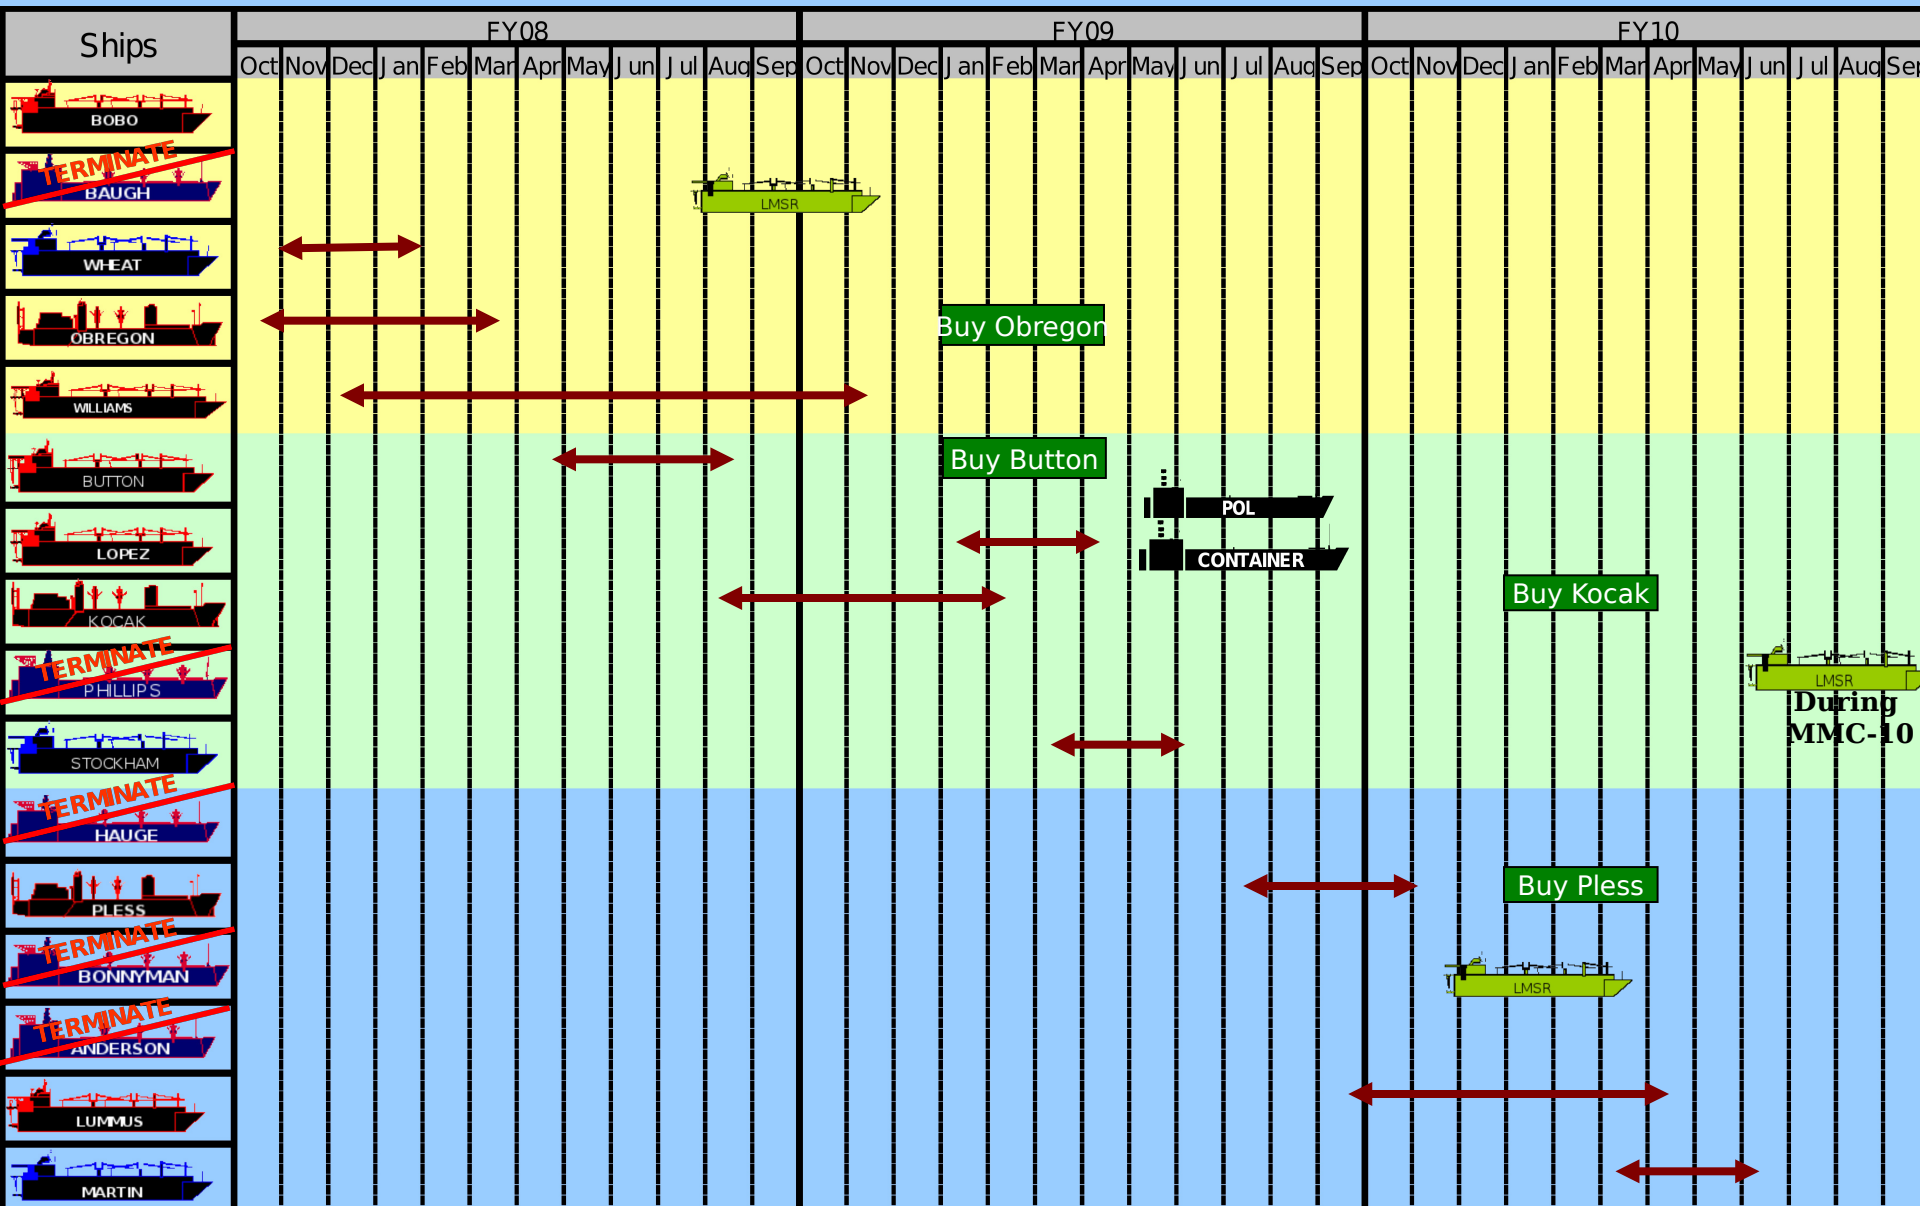 Ships
FY08 FY09 FY10
Oct Nov Dec Jan Feb Mar Apr May Jun Jul Aug Sep Oct Nov Dec Jan Feb Mar Apr May Jun Jul Aug Sep Oct Nov Dec Jan Feb Mar Apr May Jun Jul Aug Sep
BOBO
TERMINATE
BAUGH
LMSR
WHEAT
OBREGON
Buy Obregon
WILLIAMS
BUTTON
Buy Button
POL
LOPEZ
CONTAINER
KOCAK
Buy Kocak
TERMINATE
PHILLIPS
LMSR
During
MMC-10
STOCKHAM
TERMINATE
HAUGE
PLESS
Buy Pless
TERMINATE
BONNYMAN
LMSR
TERMINATE
ANDERSON
LUMMUS
MARTIN